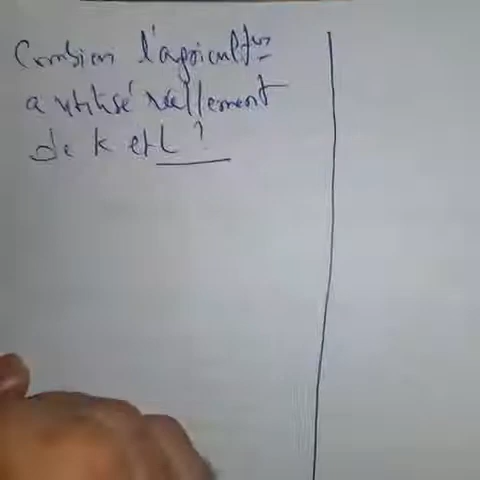 Combien l'agriculteur
a utilisé réellement
de K et L ?